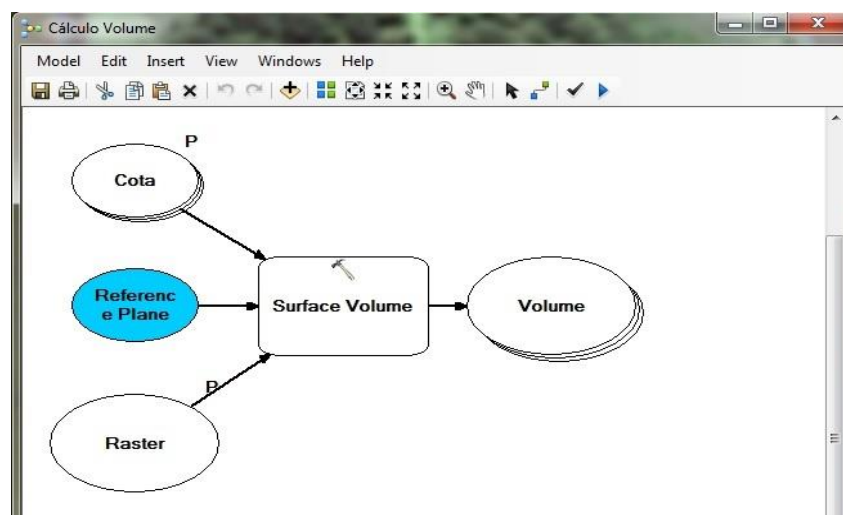 Cálculo Volume
Model Edit Insert View Windows Help
P
Cota
Referenc
e Plane
Surface Volume
Volume
P
Raster